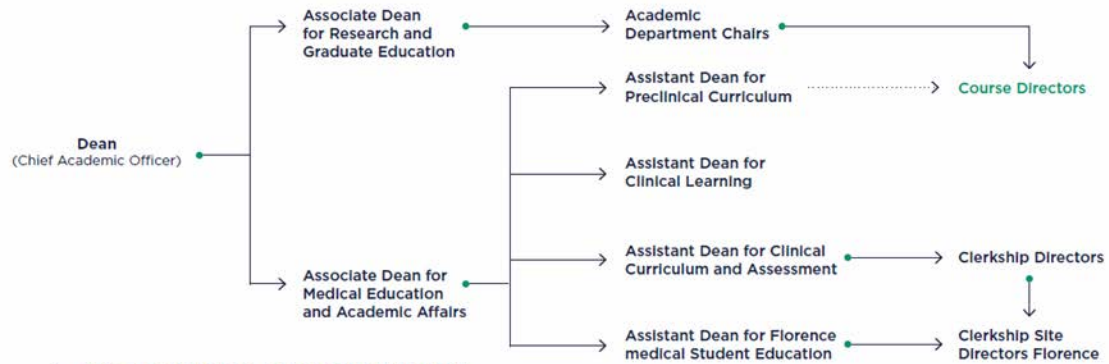 Associate Dean
for Research and
Graduate Education
Academic
Department Chairs
Assistant Dean for
Preclinical Curriculum
Course Directors
Dean
(Chief Academic Officer)
Assistant Dean for
Clinical Learning
Associate Dean for
Medical Education
and Academic Affairs
Assistant Dean for Clinical
Curriculum and Assessment
Clerkship Directors
Assistant Dean for Florence
medical Student Education
Clerkship Site
Directors Florence